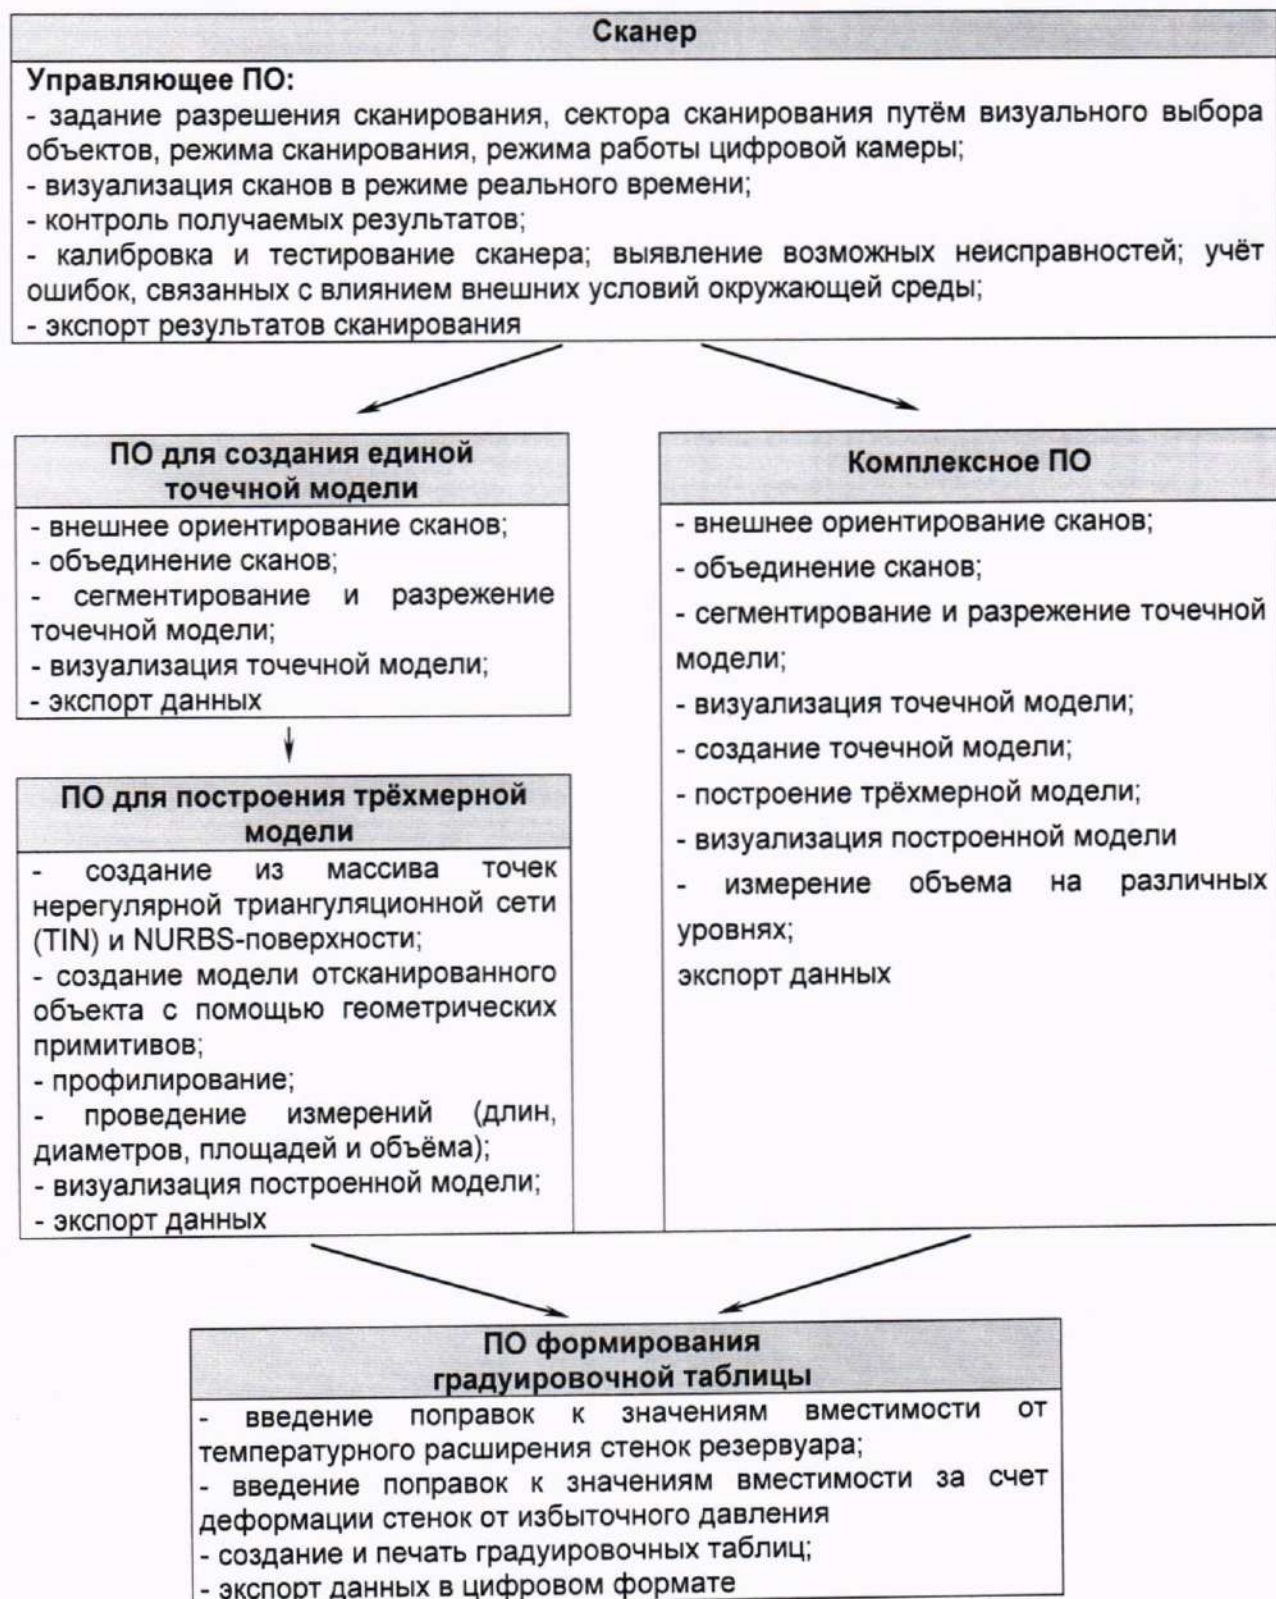 Сканер
Управляющее ПО:
- задание разрешения сканирования, сектора сканирования путём визуального выбора
объектов, режима сканирования, режима работы цифровой камеры;
- визуализация сканов в режиме реального времени;
- контроль получаемых результатов;
- калибровка и тестирование сканера; выявление возможных неисправностей; учёт
ошибок, связанных с влиянием внешних условий окружающей среды;
- экспорт результатов сканирования
ПО для создания единой
точечной модели
- внешнее ориентирование сканов;
- объединение сканов;
- сегментирование и разрежение
точечной модели;
- визуализация точечной модели;
- экспорт данных
ПО для построения трёхмерной
модели
- создание из массива точек
нерегулярной триангуляционной сети
(TIN) и NURBS-поверхности;
- создание модели отсканированного
объекта с помощью геометрических
примитивов;
- профилирование;
- проведение измерений (длин,
диаметров, площадей и объёма);
- визуализация построенной модели;
- экспорт данных
Комплексное ПО
- внешнее ориентирование сканов;
- объединение сканов;
- сегментирование и разрежение точечной
модели;
- визуализация точечной модели;
- создание точечной модели;
- построение трёхмерной модели;
- визуализация построенной модели
- измерение объема на различных
уровнях;
экспорт данных
ПО формирования
градуировочной таблицы
- введение поправок к значениям вместимости от
температурного расширения стенок резервуара;
- введение поправок к значениям вместимости за счет
деформации стенок от избыточного давления
- создание и печать градуировочных таблиц;
- экспорт данных в цифровом формате